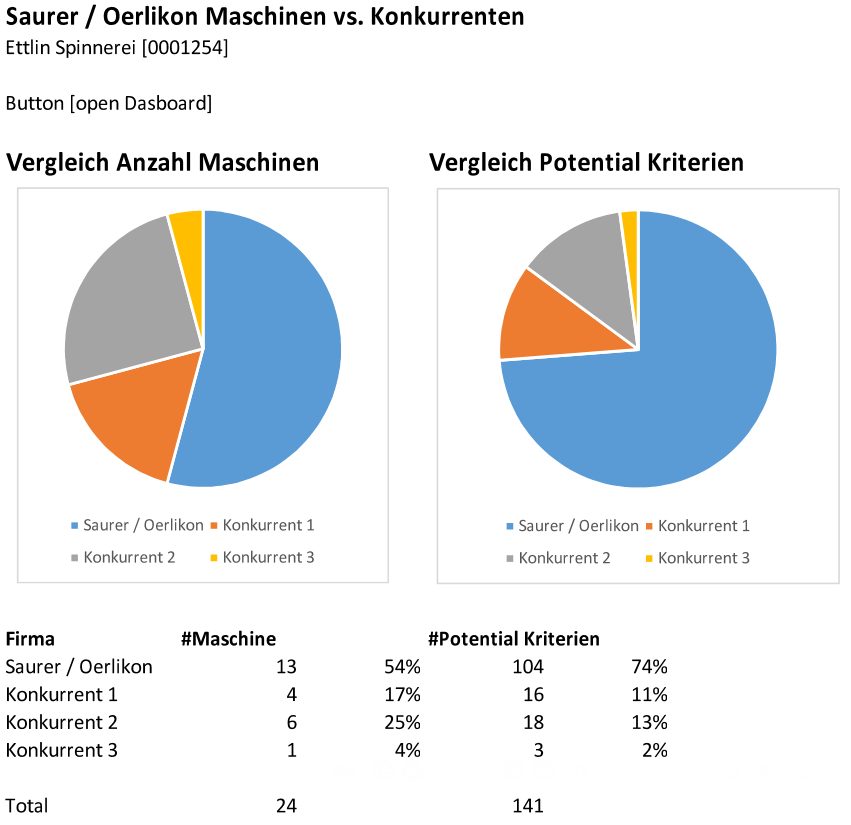 Saurer / Oerlikon Maschinen vs. Konkurrenten
Ettlin Spinnerei [0001254]
Button [open Dasboard]
Vergleich Anzahl Maschinen
Saurer / Oerlikon Konkurrent 1
Konkurrent 2 Konkurrent 3
Vergleich Potential Kriterien
Saurer / Oerlikon Konkurrent 1
Konkurrent 2 Konkurrent 3
Firma #Maschine #Potential Kriterien
Saurer / Oerlikon 13 54% 104 74%
Konkurrent 1 4 17% 16 11%
Konkurrent 2 6 25% 18 13%
Konkurrent 3 1 4% 3 2%
Total 24 141